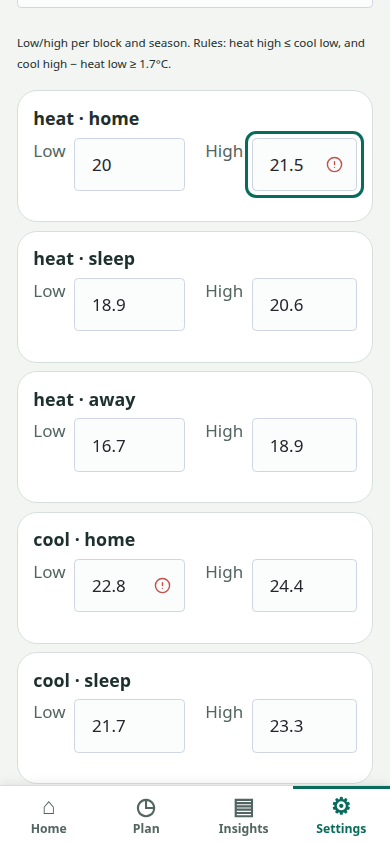 Low/high per block and season. Rules: heat high ≤ cool low, and
cool high − heat low ≥ 1.7°C.
heat · home
Low 20 High 21.5
heat · sleep
Low 18.9 High 20.6
heat · away
Low 16.7 High 18.9
cool · home
Low 22.8 High 24.4
cool · sleep
Low 21.7 High 23.3
Home Plan Insights Settings